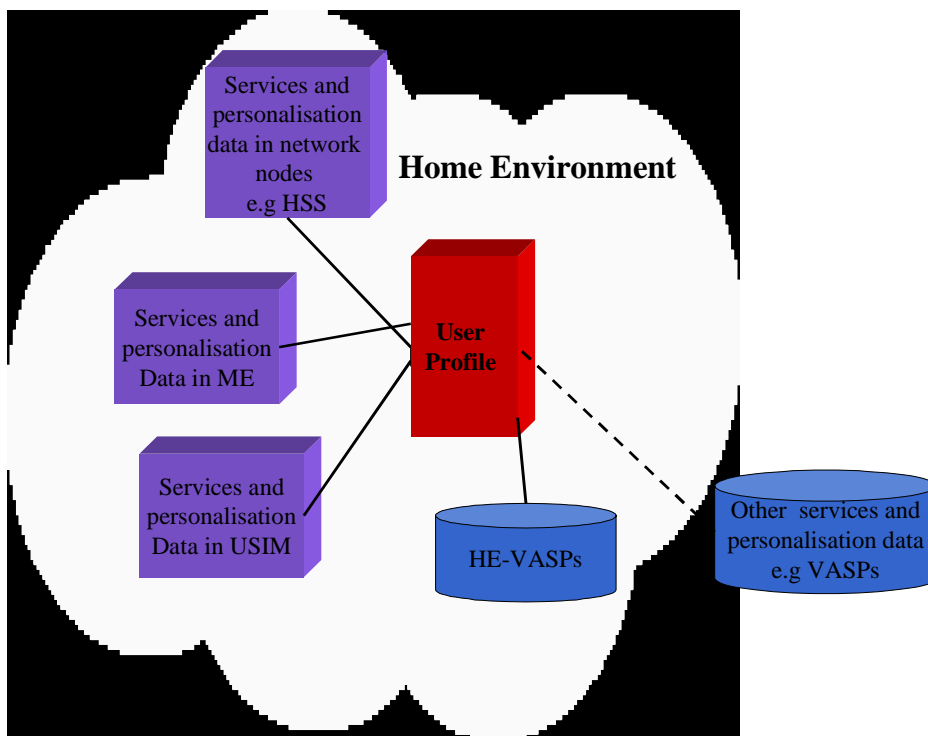 Services and
personalisation
data in network
nodes
e.g HSS
Home Environment
Services and
personalisation
Data in ME
User
Profile
Services and
personalisation
Data in USIM
HE-VASPs
Other services and
personalisation data
e.g VASPs